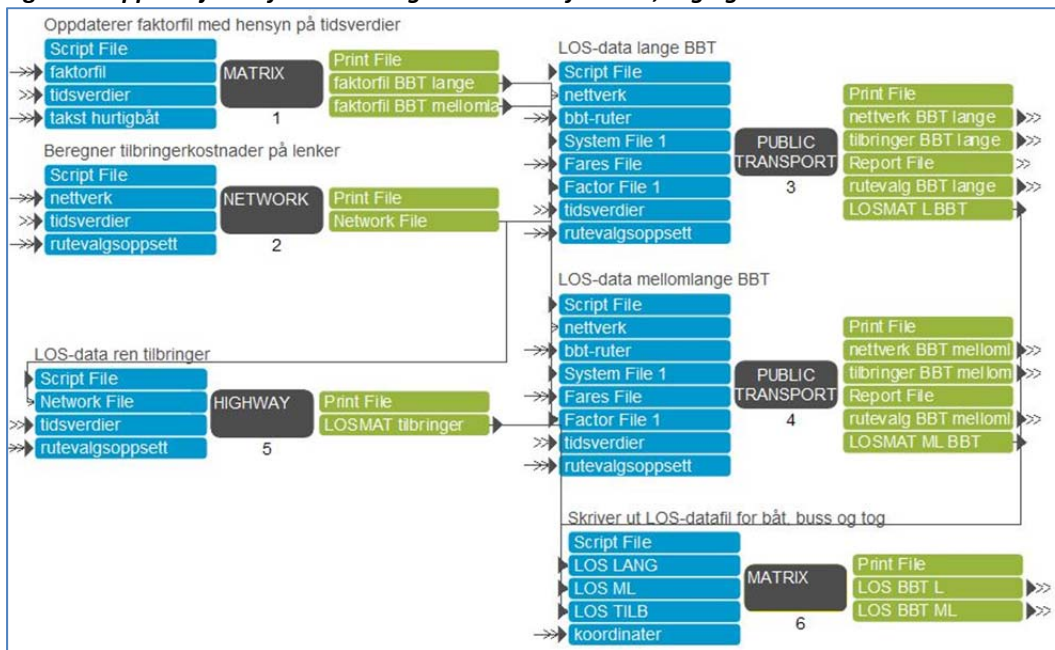 Oppdaterer faktorfil med hensyn på tidsverdier
Script File
faktorfil
tidsverdier
takst hurtigbåt
MATRIX
1
Print File
faktorfil BBT lange
faktorfil BBT mellomla
Beregner tilbringerkostnader på lenker
Script File
nettverk
tidsverdier
rutevalgsoppsett
NETWORK
2
Print File
Network File
LOS-data ren tilbringer
Script File
Network File
tidsverdier
rutevalgsoppsett
HIGHWAY
5
Print File
LOSMAT tilbringer
LOS-data lange BBT
Script File
nettverk
bbt-ruter
System File 1
Fares File
Factor File 1
tidsverdier
rutevalgsoppsett
PUBLIC
TRANSPORT
3
Print File
nettverk BBT lange
tilbringer BBT lange
Report File
rutevalg BBT lange
LOSMAT L BBT
LOS-data mellomlange BBT
Script File
nettverk
bbt-ruter
System File 1
Fares File
Factor File 1
tidsverdier
rutevalgsoppsett
PUBLIC
TRANSPORT
4
Print File
nettverk BBT melloml
tilbringer BBT mellom
Report File
rutevalg BBT melloml
LOSMAT ML BBT
Skriver ut LOS-datafil for båt, buss og tog
Script File
LOS LANG
LOS ML
LOS TILB
koordinater
MATRIX
6
Print File
LOS BBT L
LOS BBT ML